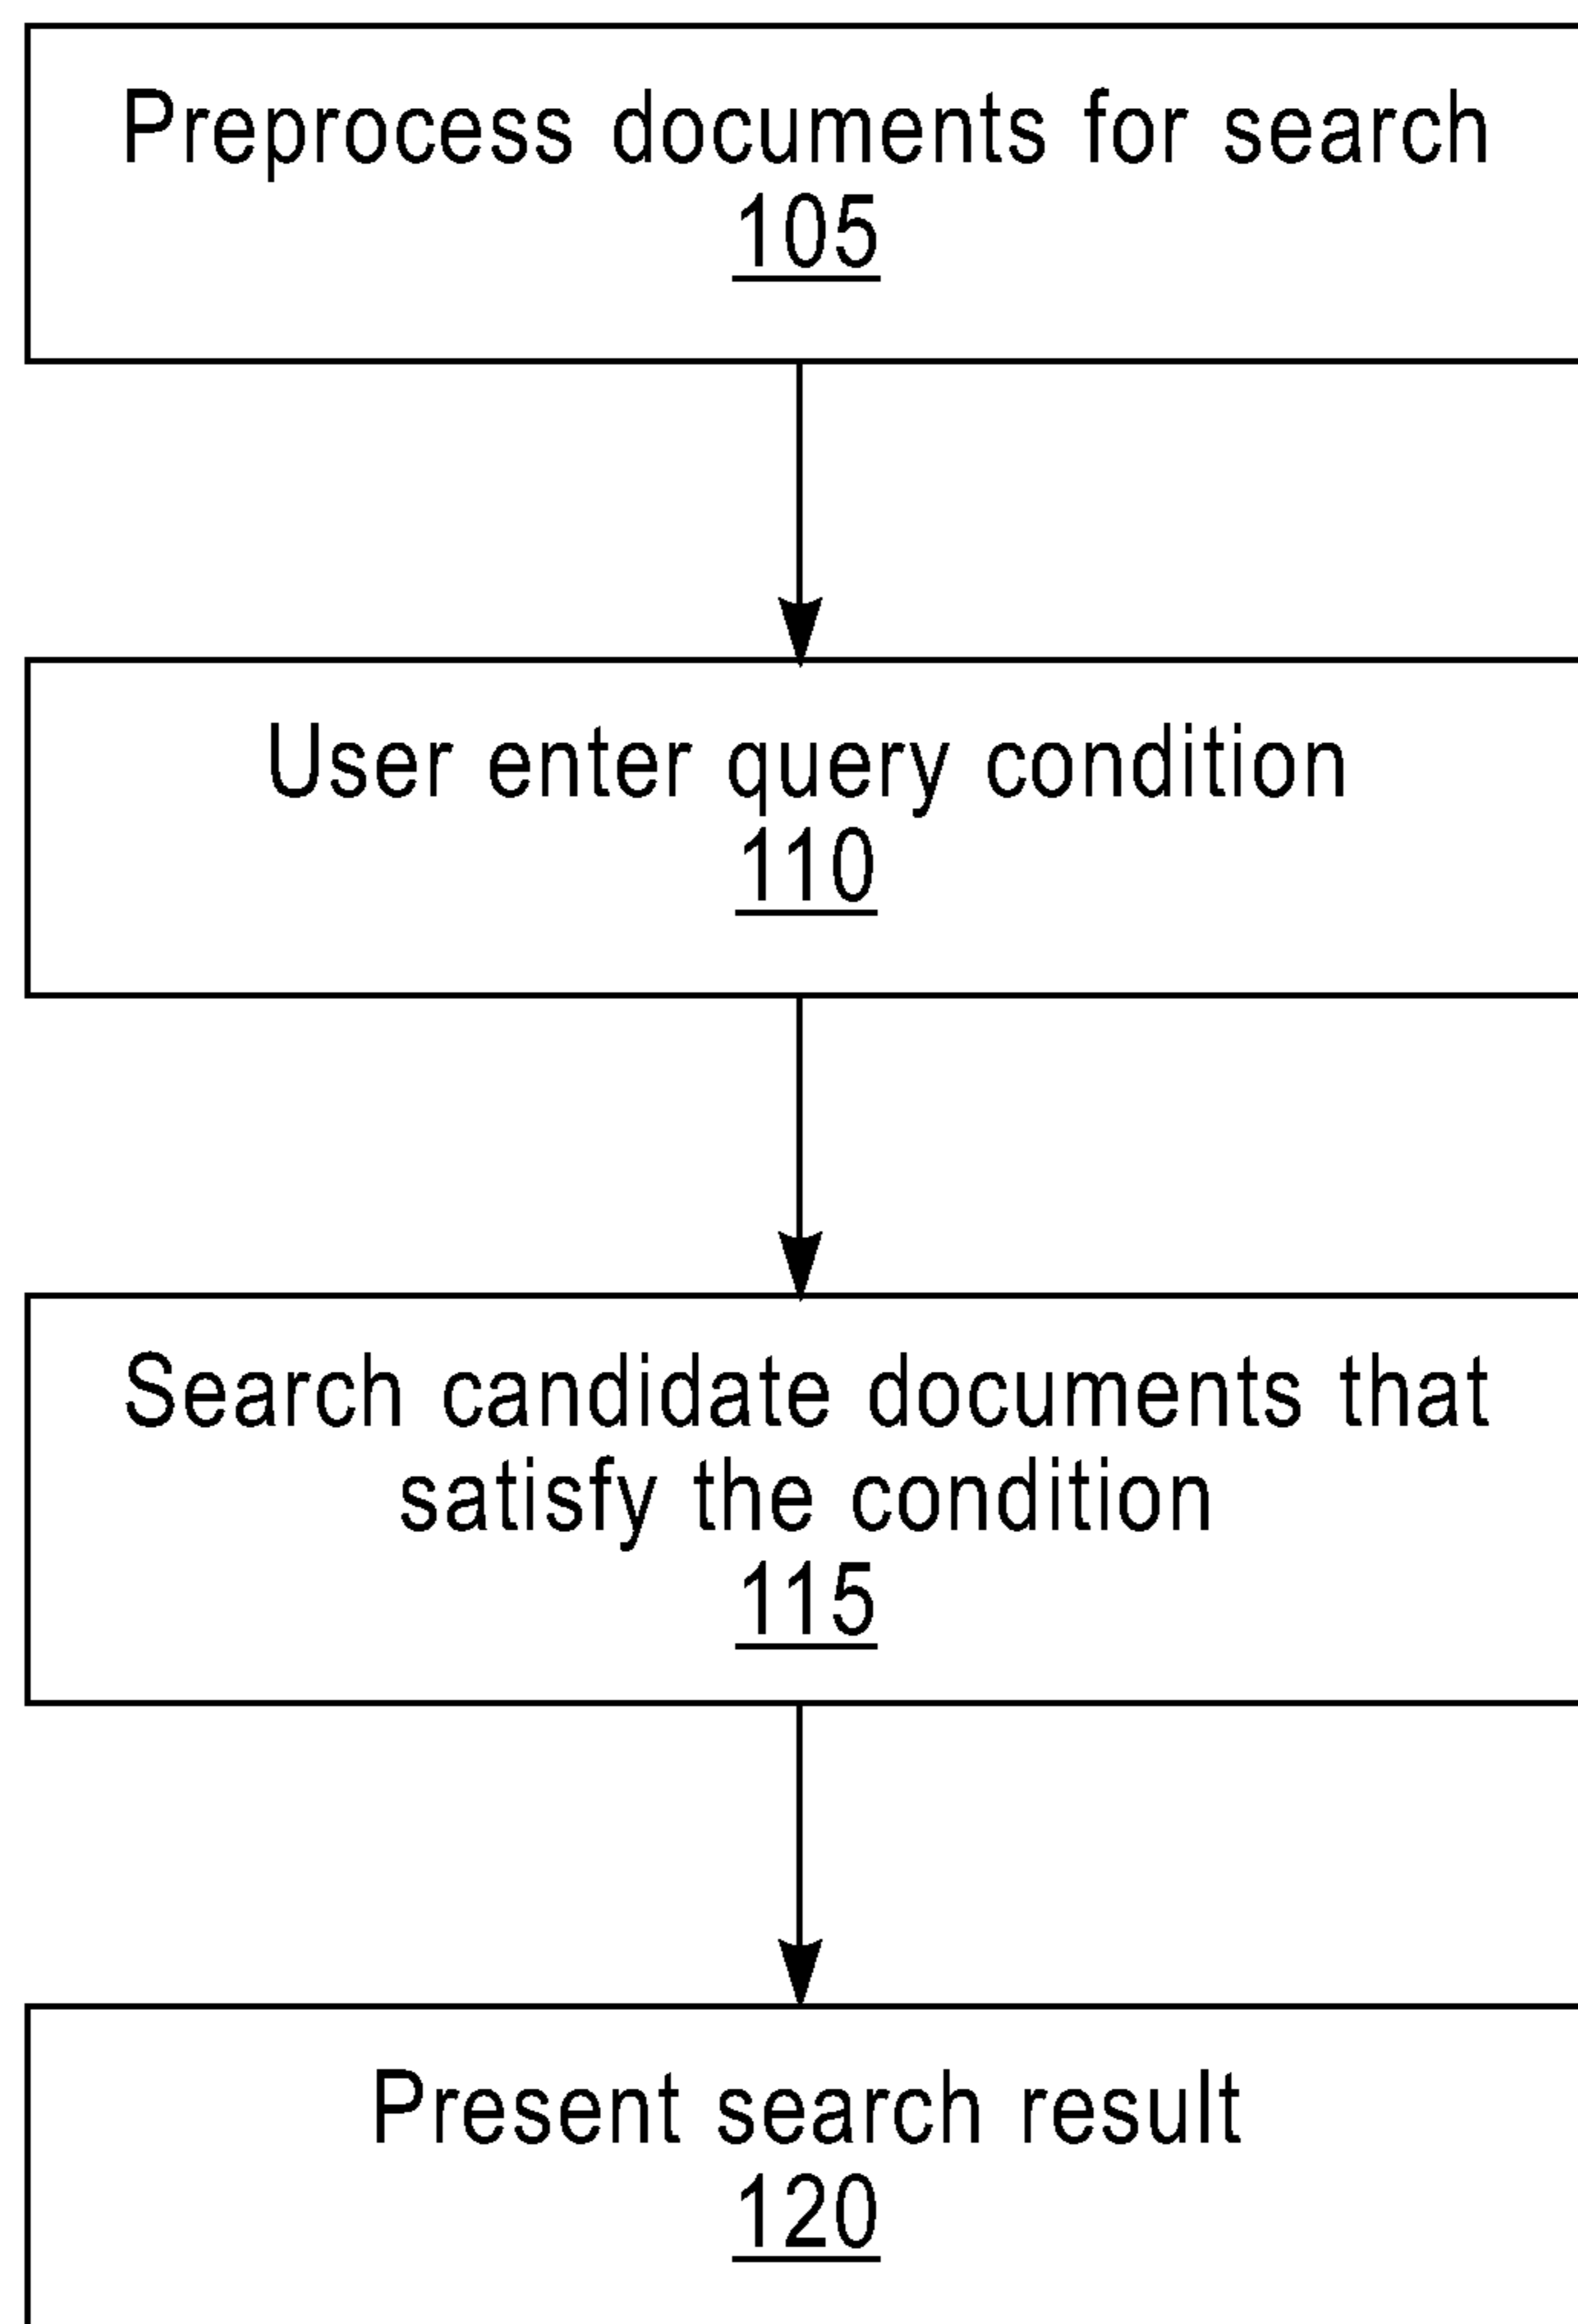 Preprocess documents for search
105
User enter query condition
110
Search candidate documents that
satisfy the condition
115
Present search result
120